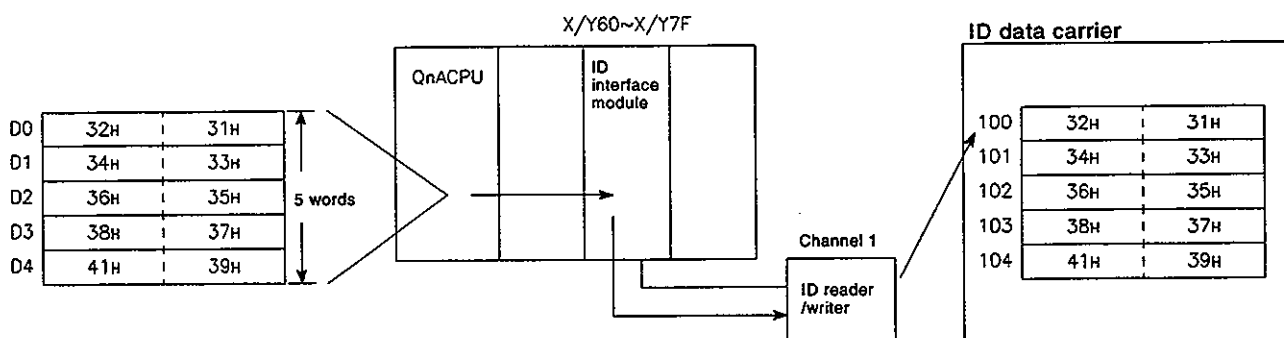 X/Y60~X/Y7F
ID data carrier
QnACPU
ID
interface
module
D0 32H 31H
D1 34H 33H
D2 36H 35H
D3 38H 37H
D4 41H 39H
5 words
Channel 1
ID reader
/writer
100 32H 31H
101 34H 33H
102 36H 35H
103 38H 37H
104 41H 39H